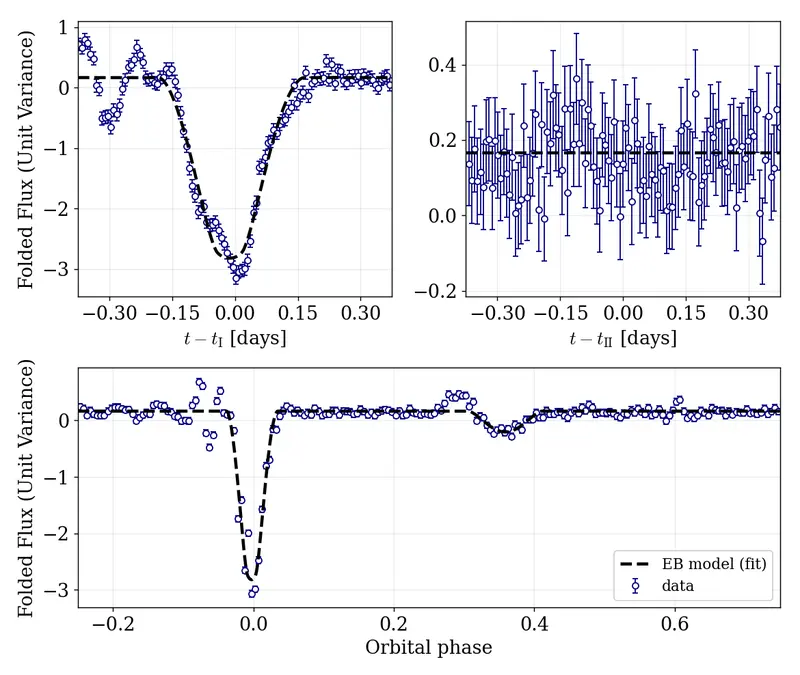 Folded Flux (Unit Variance)
1
0
−1
−2
−3
−0.30 −0.15 0.00 0.15 0.30
t − t_I [days]
0.4
0.2
0.0
−0.2
−0.30 −0.15 0.00 0.15 0.30
t − t_II [days]
Folded Flux (Unit Variance)
0
−1
−2
−3
EB model (fit)
data
−0.2 0.0 0.2 0.4 0.6
Orbital phase